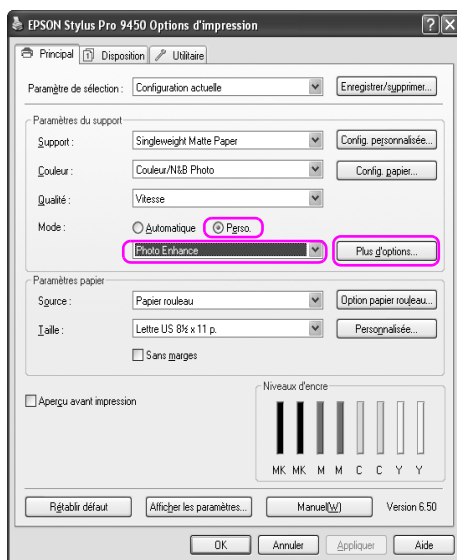 EPSON Stylus Pro 9450 Options d'impression
Principal Disposition Utilitaire
Paramètre de sélection : Configuration actuelle Enregistrer/supprimer...
Paramètres du support
Support : Singleweight Matte Paper Config. personnalisée...
Couleur : Couleur/N&B Photo Config. papier...
Qualité : Vitesse
Mode : Automatique Perso.
Photo Enhance Plus d'options...
Paramètres papier
Source : Papier rouleau Option papier rouleau...
Taille : Lettre US 8½ x 11 p. Personnalisée...
Sans marges
Aperçu avant impression
Niveaux d'encre
MK MK M M C C Y Y
Rétablir défaut Afficher les paramètres... Manuel(W) Version 6.50
OK Annuler Appliquer Aide